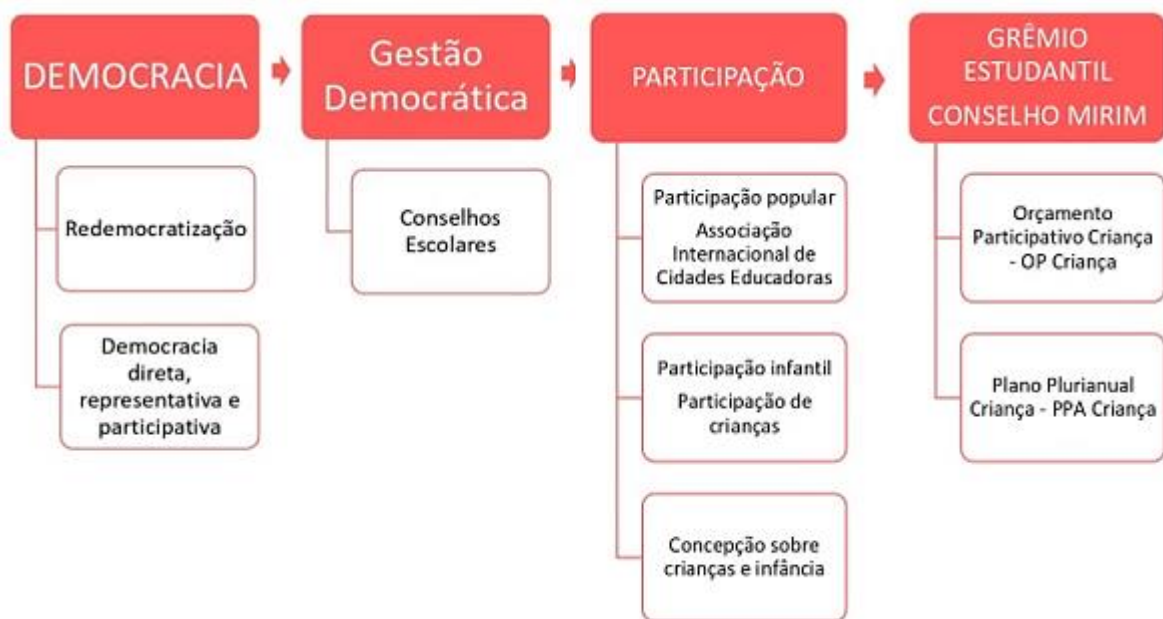 DEMOCRACIA
Redemocratização
Democracia
direta,
representativa e
participativa
Gestão
Democrática
Conselhos
Escolares
PARTICIPAÇÃO
Participação popular
Associação
Internacional de
Cidades Educadoras
Participação infantil
Participação de
crianças
Concepção sobre
crianças e infância
GRÊMIO
ESTUDANTIL
CONSELHO MIRIM
Orçamento
Participativo Criança
- OP Criança
Plano Plurianual
Criança - PPA Criança